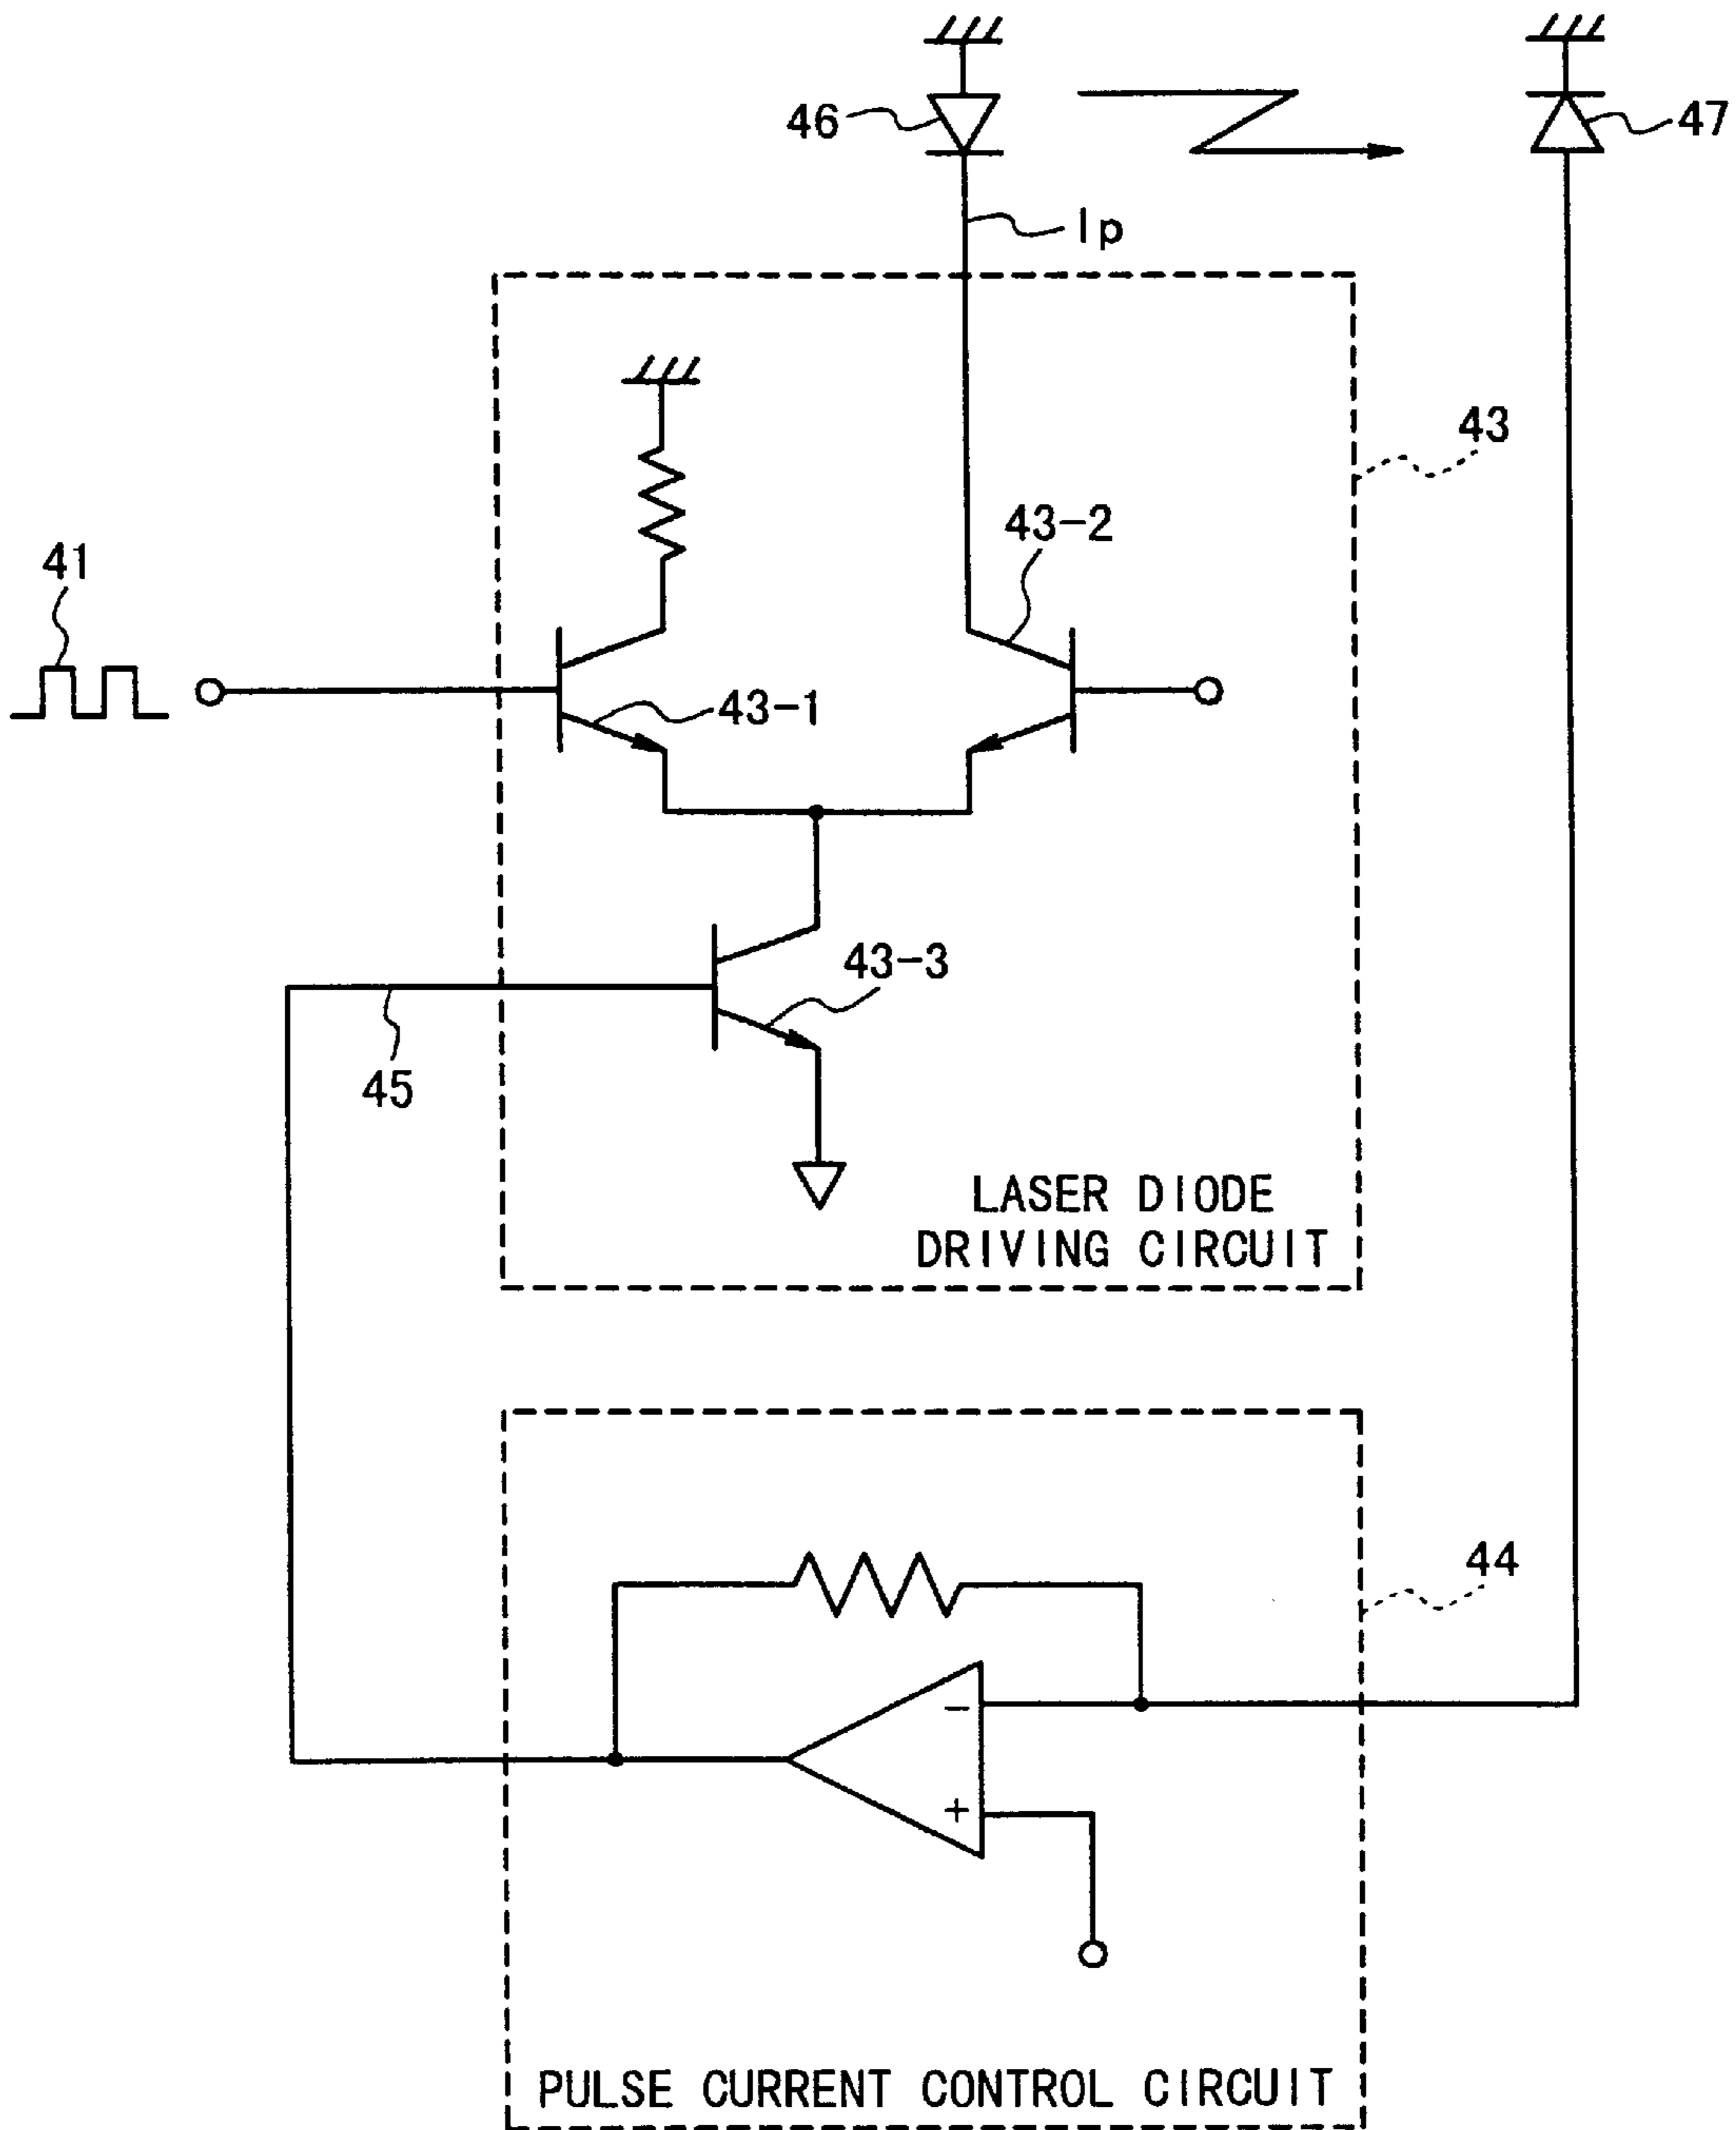 46
47
Ip
43
43-2
41
43-1
43-3
45
LASER DIODE
DRIVING CIRCUIT
44
−
+
PULSE CURRENT CONTROL CIRCUIT